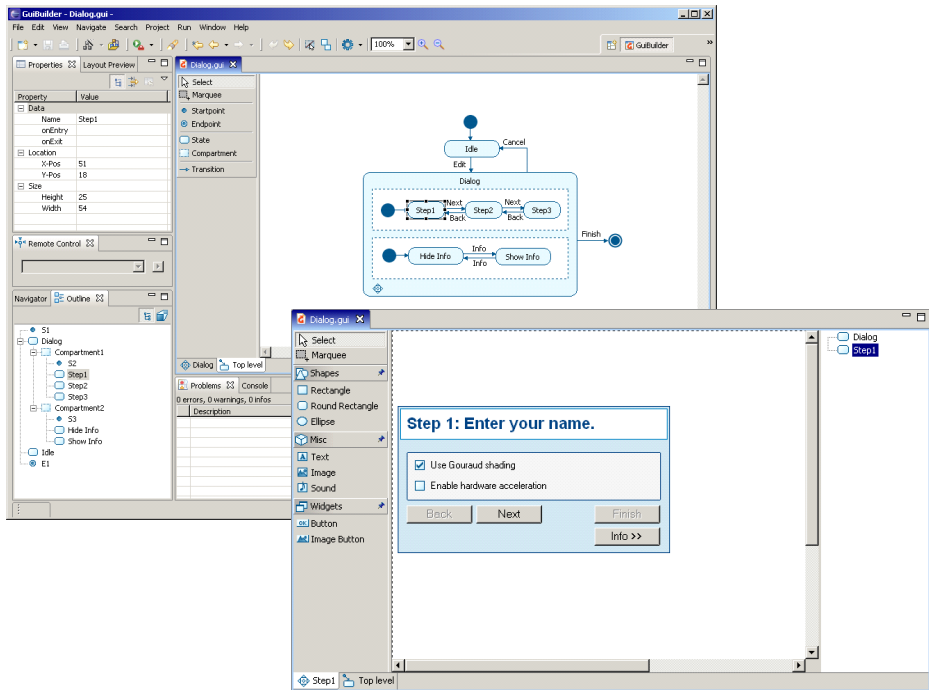 GuiBuilder - Dialog.gui -
File Edit View Navigate Search Project Run Window Help
100%
GuiBuilder
»
Properties Layout Preview
Property Value
Data
Name Step1
onEntry
onExit
Location
X-Pos 51
Y-Pos 18
Size
Height 25
Width 54
Remote Control
Navigator Outline
S1
Dialog
Compartment1
S2
Step1
Step2
Step3
Compartment2
S3
Hide Info
Show Info
Idle
E1
Dialog.gui
Select
Marquee
Startpoint
Endpoint
State
Compartment
Transition
Idle
Cancel
Edit
Dialog
Step1 Next Step2 Next Step3
Back Back
Finish
Hide Info Info Show Info
Info
Dialog Top level
Problems Console
0 errors, 0 warnings, 0 infos
Description
Dialog.gui
Select
Marquee
Shapes
Rectangle
Round Rectangle
Ellipse
Misc
Text
Image
Sound
Widgets
OK Button
Image Button
Step 1: Enter your name.
Use Gouraud shading
Enable hardware acceleration
Back Next Finish
Info >>
Dialog
Step1
Step1 Top level